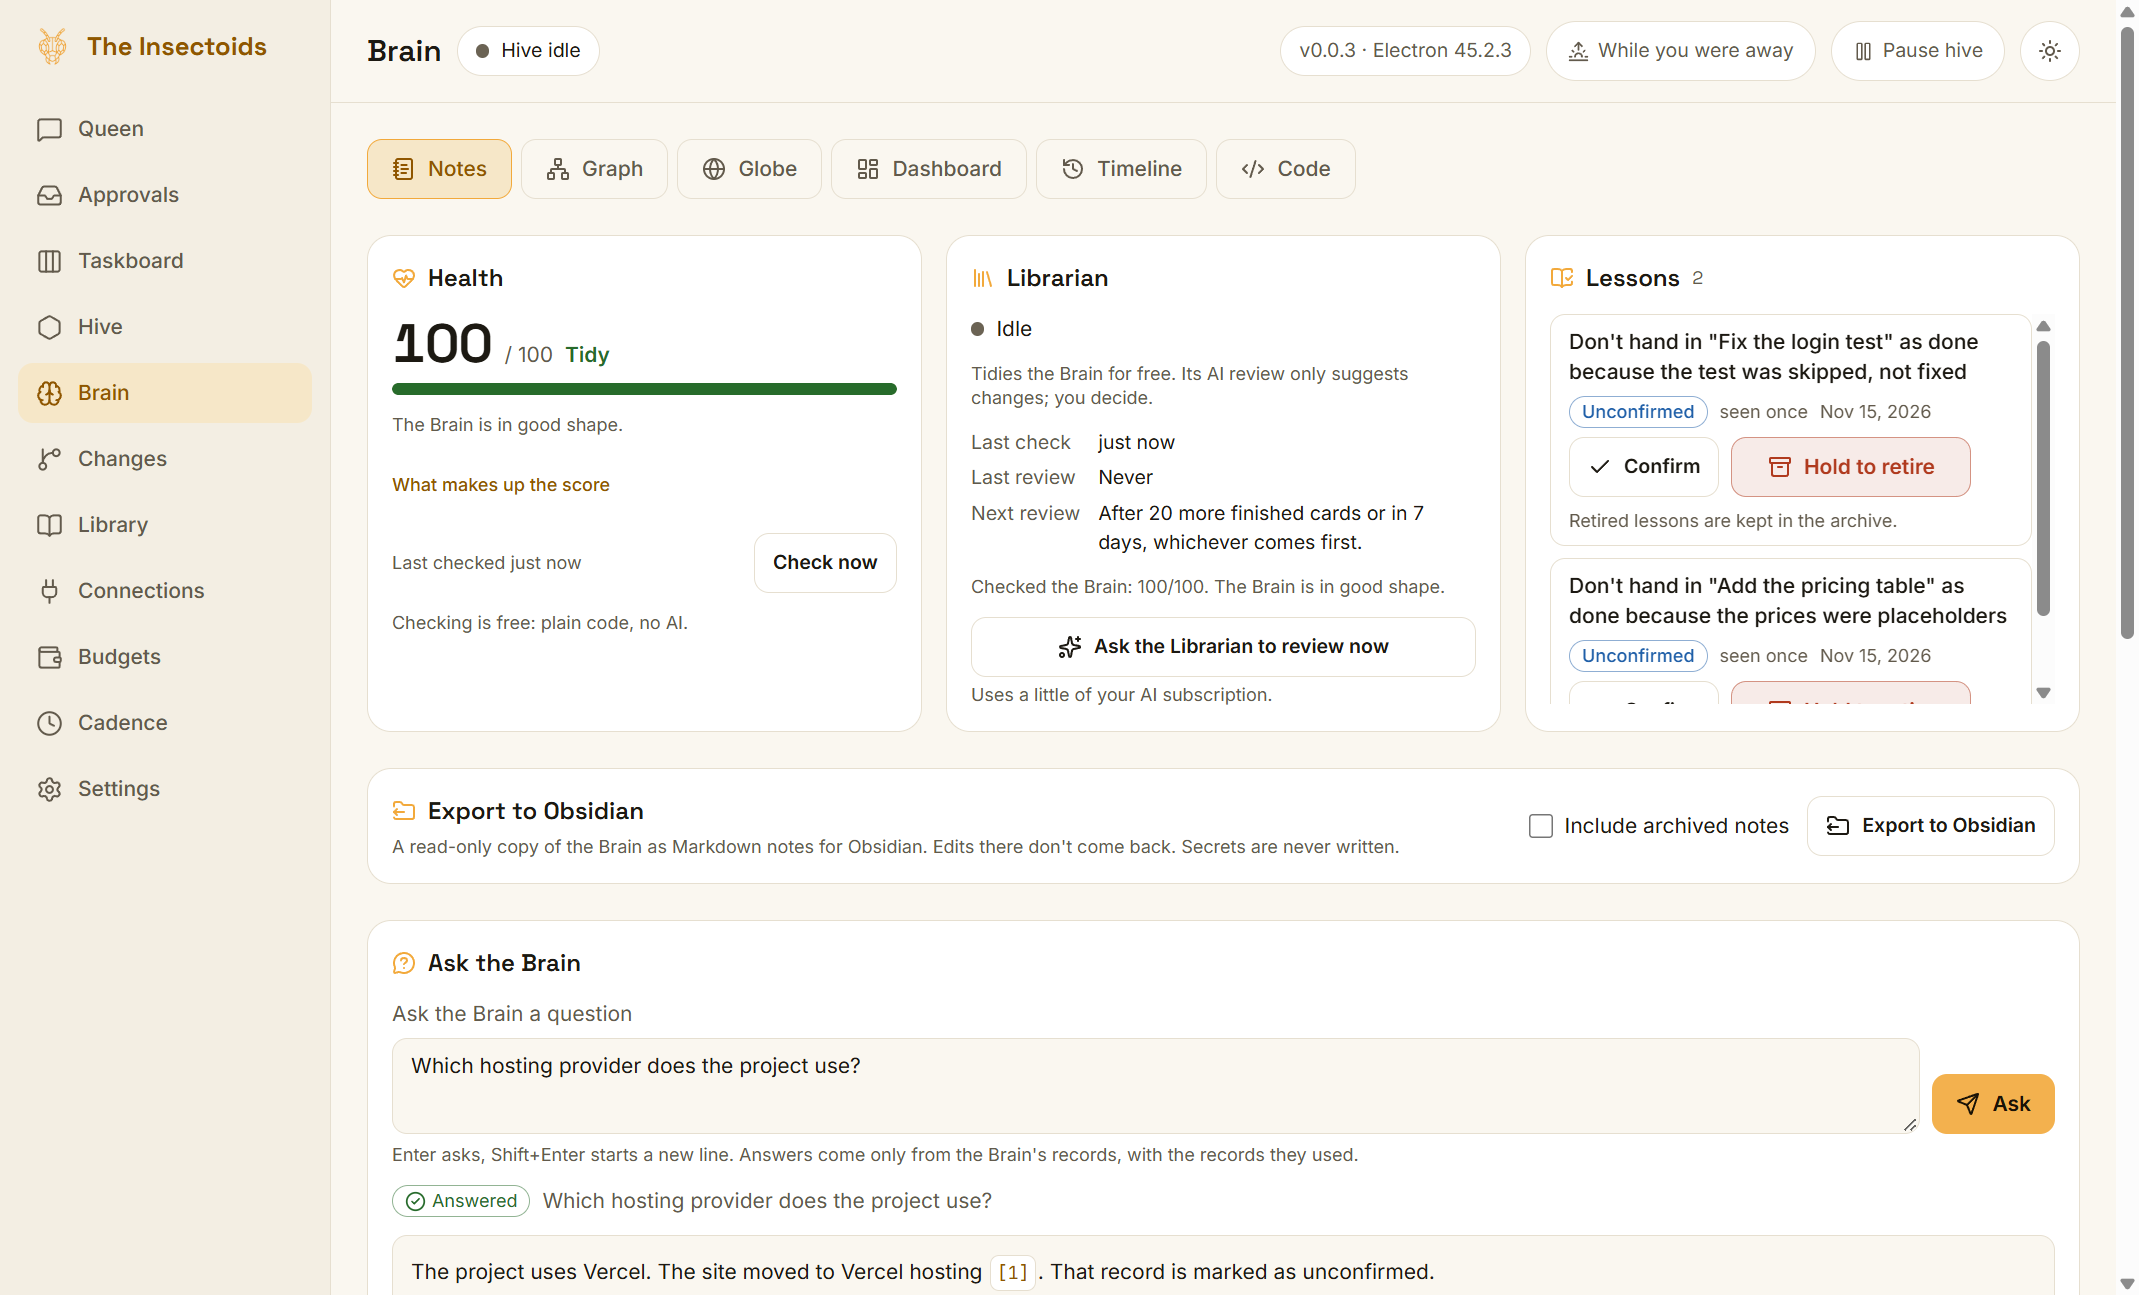 The Insectoids
Queen
Approvals
Taskboard
Hive
Brain
Changes
Library
Connections
Budgets
Cadence
Settings
Brain
Hive idle
v0.0.3 · Electron 45.2.3
While you were away
Pause hive
Notes
Graph
Globe
Dashboard
Timeline
Code
Health
100 / 100 Tidy
The Brain is in good shape.
What makes up the score
Last checked just now
Check now
Checking is free: plain code, no AI.
Librarian
Idle
Tidies the Brain for free. Its AI review only suggests
changes; you decide.
Last check just now
Last review Never
Next review After 20 more finished cards or in 7
days, whichever comes first.
Checked the Brain: 100/100. The Brain is in good shape.
Ask the Librarian to review now
Uses a little of your AI subscription.
Lessons 2
Don't hand in "Fix the login test" as done
because the test was skipped, not fixed
Unconfirmed seen once Nov 15, 2026
Confirm
Hold to retire
Retired lessons are kept in the archive.
Don't hand in "Add the pricing table" as
done because the prices were placeholders
Unconfirmed seen once Nov 15, 2026
Export to Obsidian
A read-only copy of the Brain as Markdown notes for Obsidian. Edits there don't come back. Secrets are never written.
Include archived notes
Export to Obsidian
Ask the Brain
Ask the Brain a question
Which hosting provider does the project use?
Ask
Enter asks, Shift+Enter starts a new line. Answers come only from the Brain's records, with the records they used.
Answered Which hosting provider does the project use?
The project uses Vercel. The site moved to Vercel hosting [1]. That record is marked as unconfirmed.